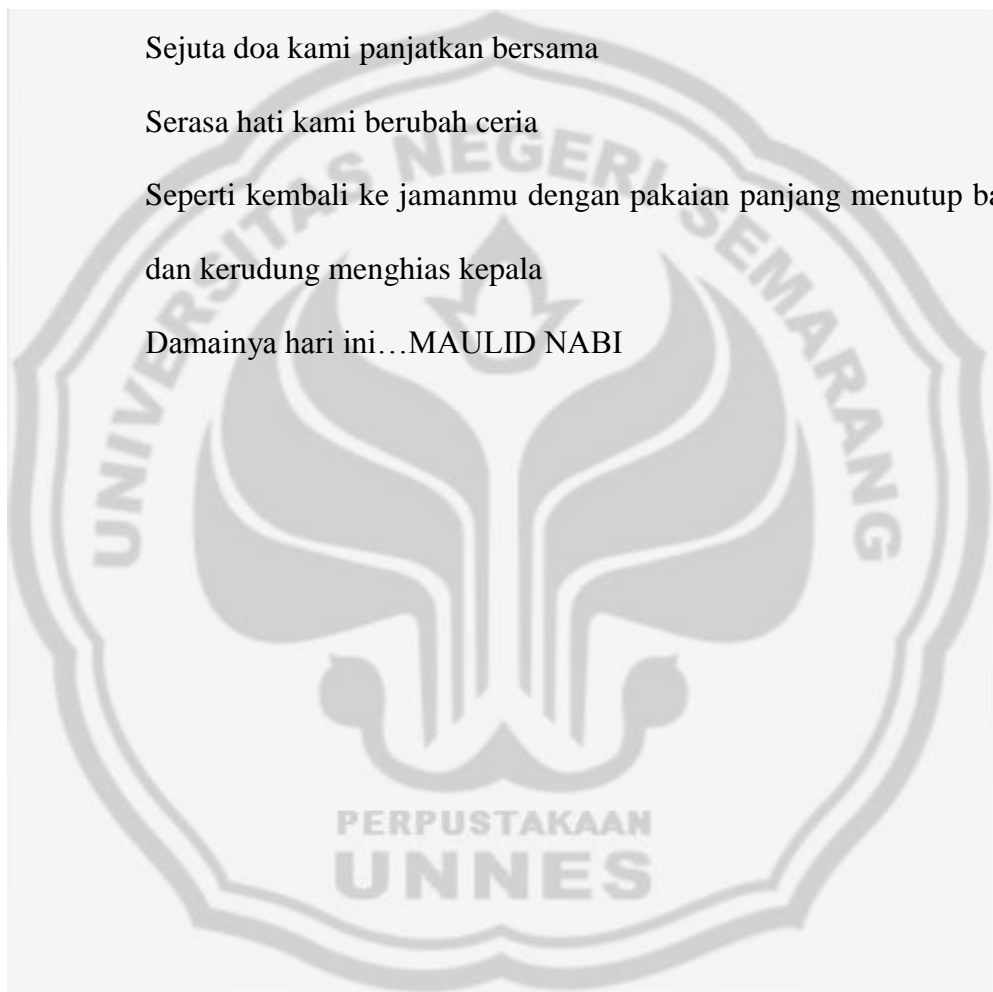 Sejuta doa kami panjatkan bersama
Serasa hati kami berubah ceria
Seperti kembali ke jamanmu dengan pakaian panjang menutup
dan kerudung menghias kepala
Damainya hari ini…MAULID NABI
UNIVERSITAS NEGERI SEMARANG
PERPUSTAKAAN
UNNES